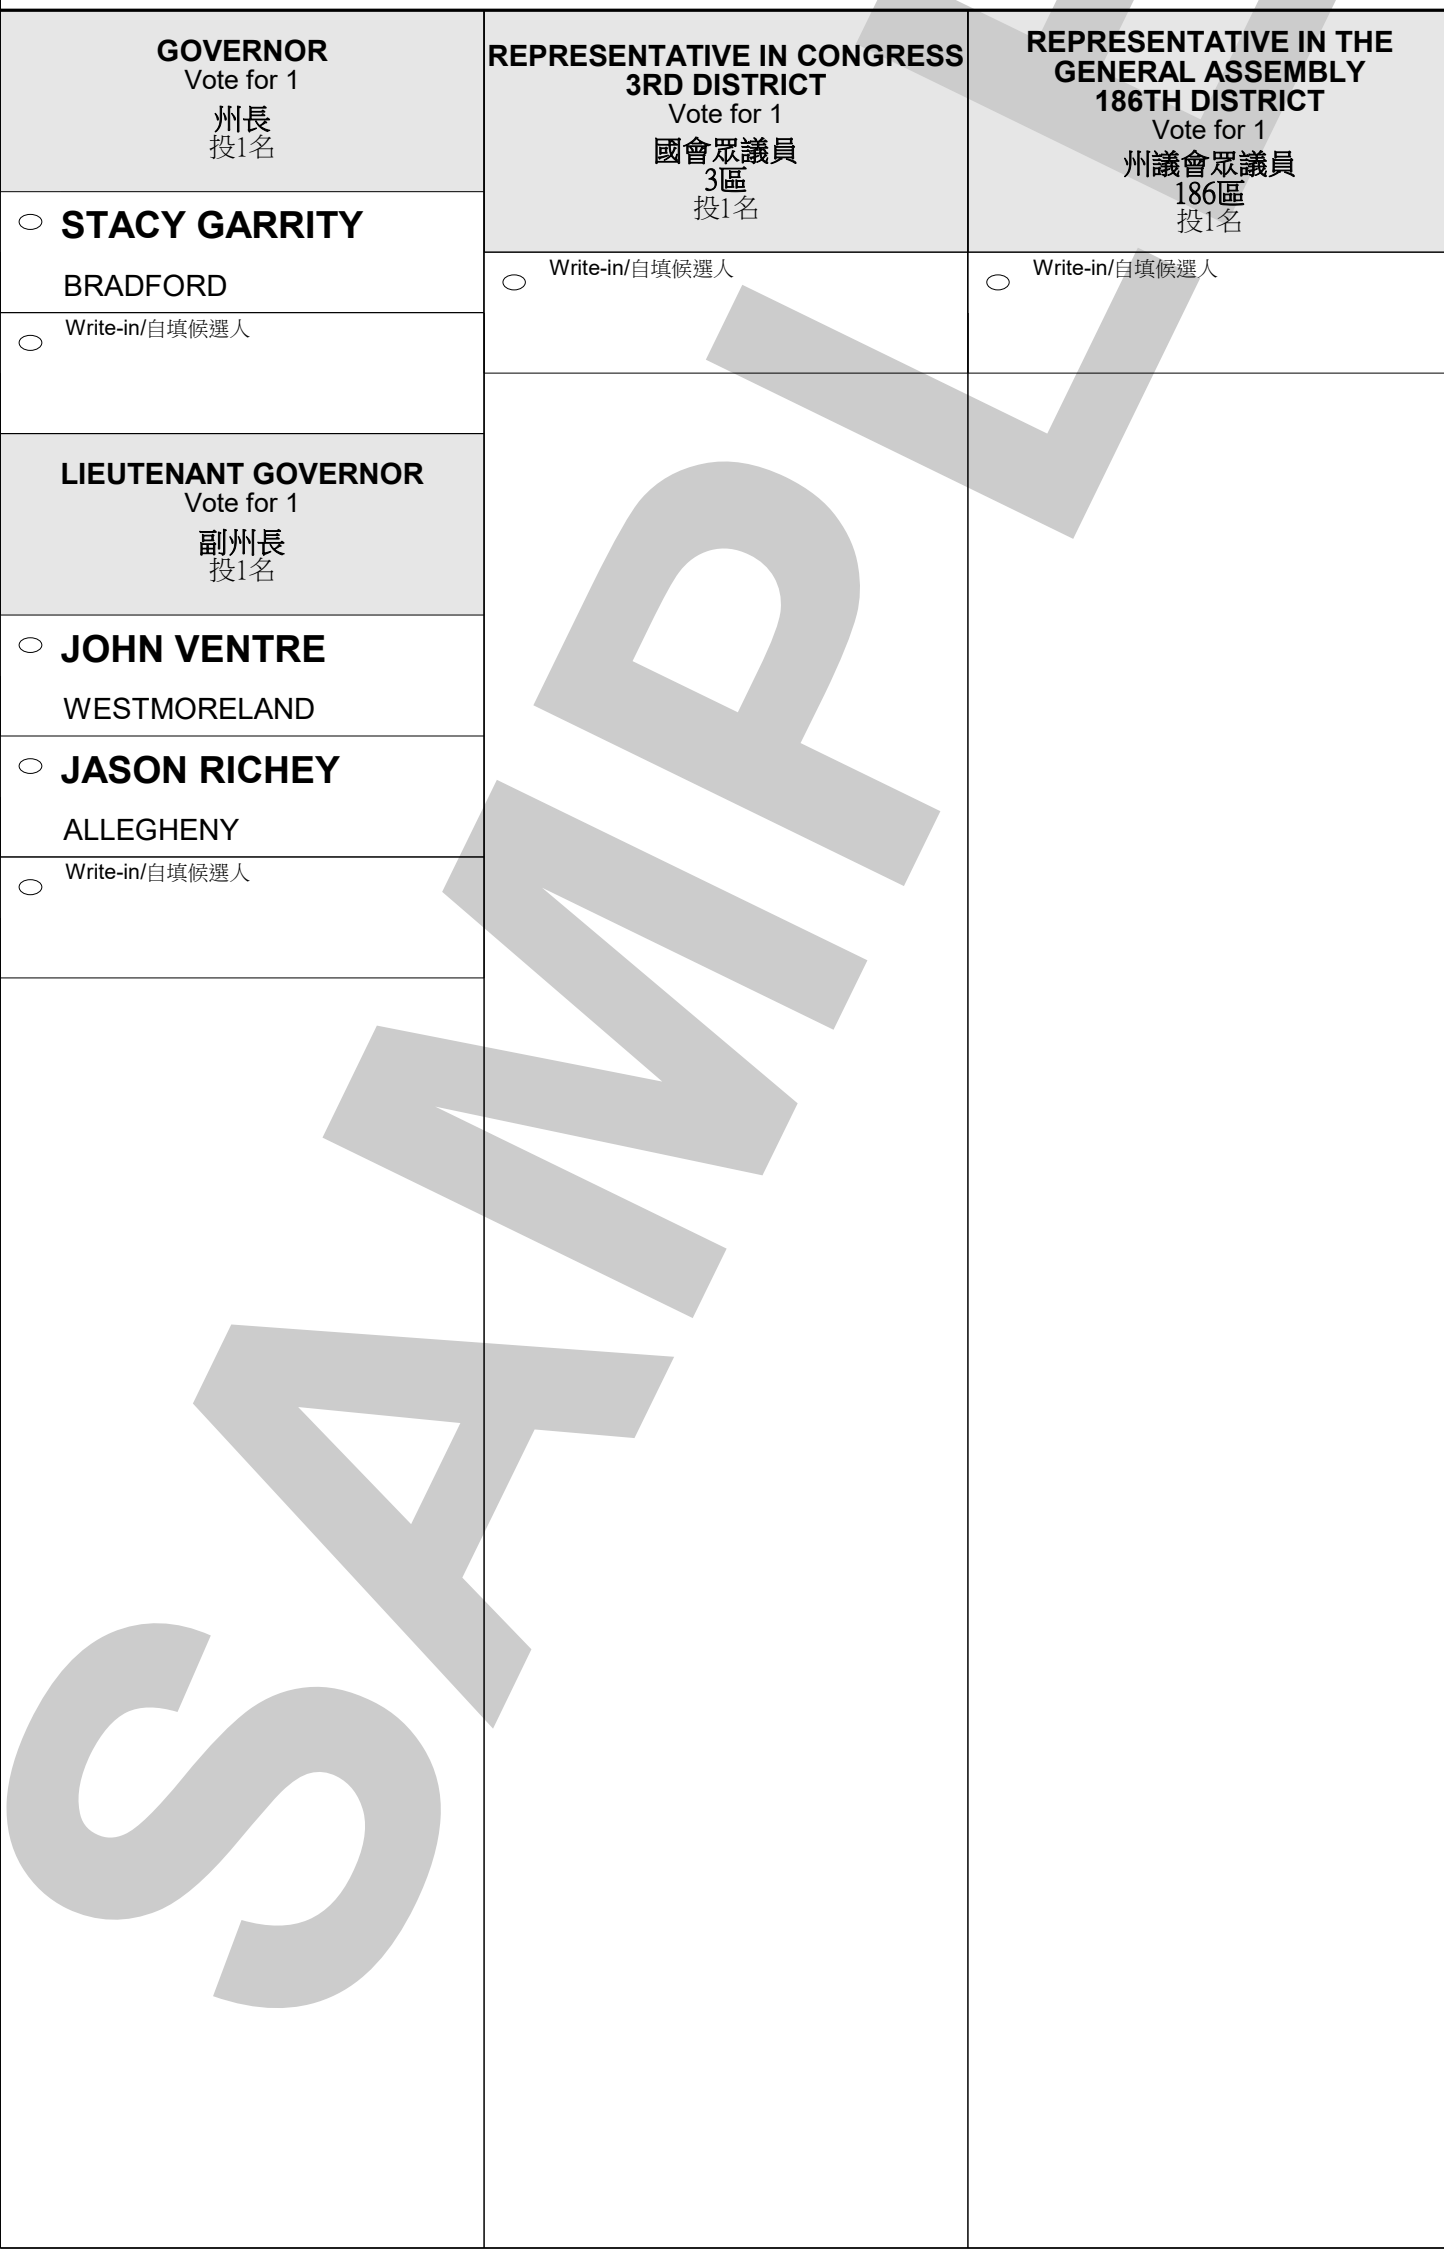 GOVERNOR
Vote for 1
州長
投1名
STACY GARRITY
BRADFORD
Write-in/自填候選人
LIEUTENANT GOVERNOR
Vote for 1
副州長
投1名
JOHN VENTRE
WESTMORELAND
JASON RICHEY
ALLEGHENY
Write-in/自填候選人
REPRESENTATIVE IN CONGRESS
3RD DISTRICT
Vote for 1
國會眾議員
3區
投1名
Write-in/自填候選人
REPRESENTATIVE IN THE
GENERAL ASSEMBLY
186TH DISTRICT
Vote for 1
州議會眾議員
186區
投1名
Write-in/自填候選人
SAMPLE